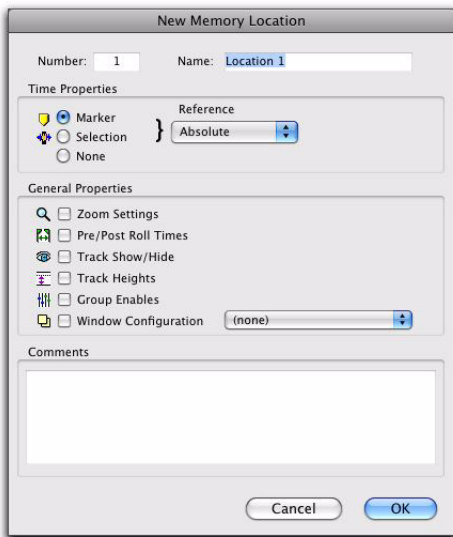 New Memory Location
Number: 1 Name: Location 1
Time Properties
Marker
Selection
None
Reference
} Absolute
General Properties
Zoom Settings
Pre/Post Roll Times
Track Show/Hide
Track Heights
Group Enables
Window Configuration (none)
Comments
Cancel OK